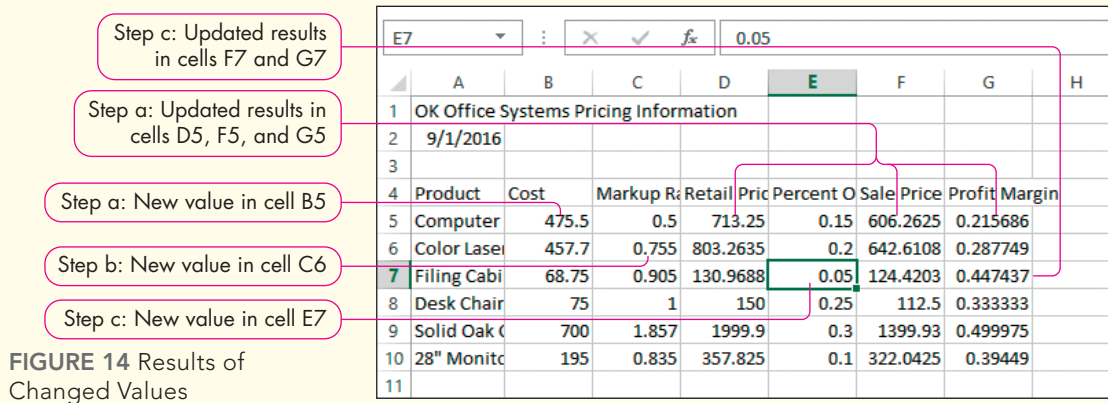 Step c: Updated results
in cells F7 and G7
Step a: Updated results in
cells D5, F5, and G5
Step a: New value in cell B5
Step b: New value in cell C6
Step c: New value in cell E7
FIGURE 14 Results of
Changed Values
E7 fx 0.05
A B C D E F G H
1 OK Office Systems Pricing Information
2 9/1/2016
3
4 Product Cost Markup Ra Retail Pric Percent O Sale Price Profit Margin
5 Computer 475.5 0.5 713.25 0.15 606.2625 0.215686
6 Color Laser 457.7 0.755 803.2635 0.2 642.6108 0.287749
7 Filing Cabi 68.75 0.905 130.9688 0.05 124.4203 0.447437
8 Desk Chair 75 1 150 0.25 112.5 0.333333
9 Solid Oak 700 1.857 1999.9 0.3 1399.93 0.499975
10 28" Monito 195 0.835 357.825 0.1 322.0425 0.39449
11